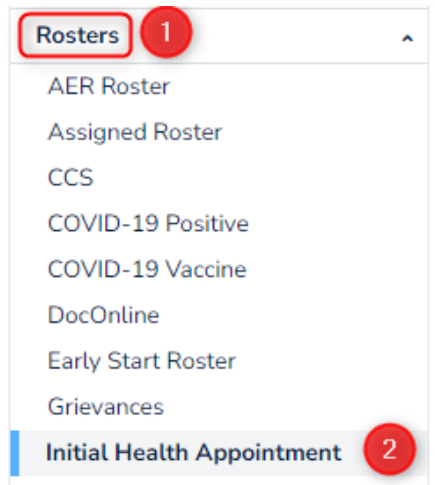 Rosters 1
AER Roster
Assigned Roster
CCS
COVID-19 Positive
COVID-19 Vaccine
DocOnline
Early Start Roster
Grievances
Initial Health Appointment 2